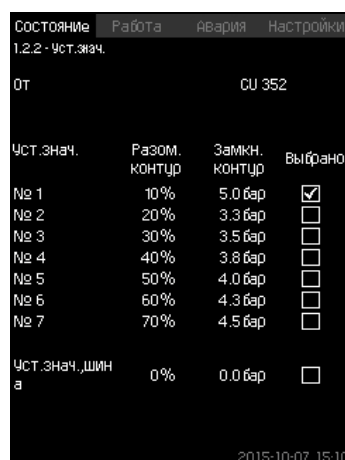 Состояние Работа Авария Настройки
1.2.2 - Уст.знач.
От CU 352
Уст.знач. Разом. контур Замкн. контур Выбрано
№ 1 10% 5.0 бар
№ 2 20% 3.3 бар
№ 3 30% 3.5 бар
№ 4 40% 3.8 бар
№ 5 50% 4.0 бар
№ 6 60% 4.3 бар
№ 7 70% 4.5 бар
Уст.знач.,шин
а 0% 0.0 бар
2015-10-07 15:10